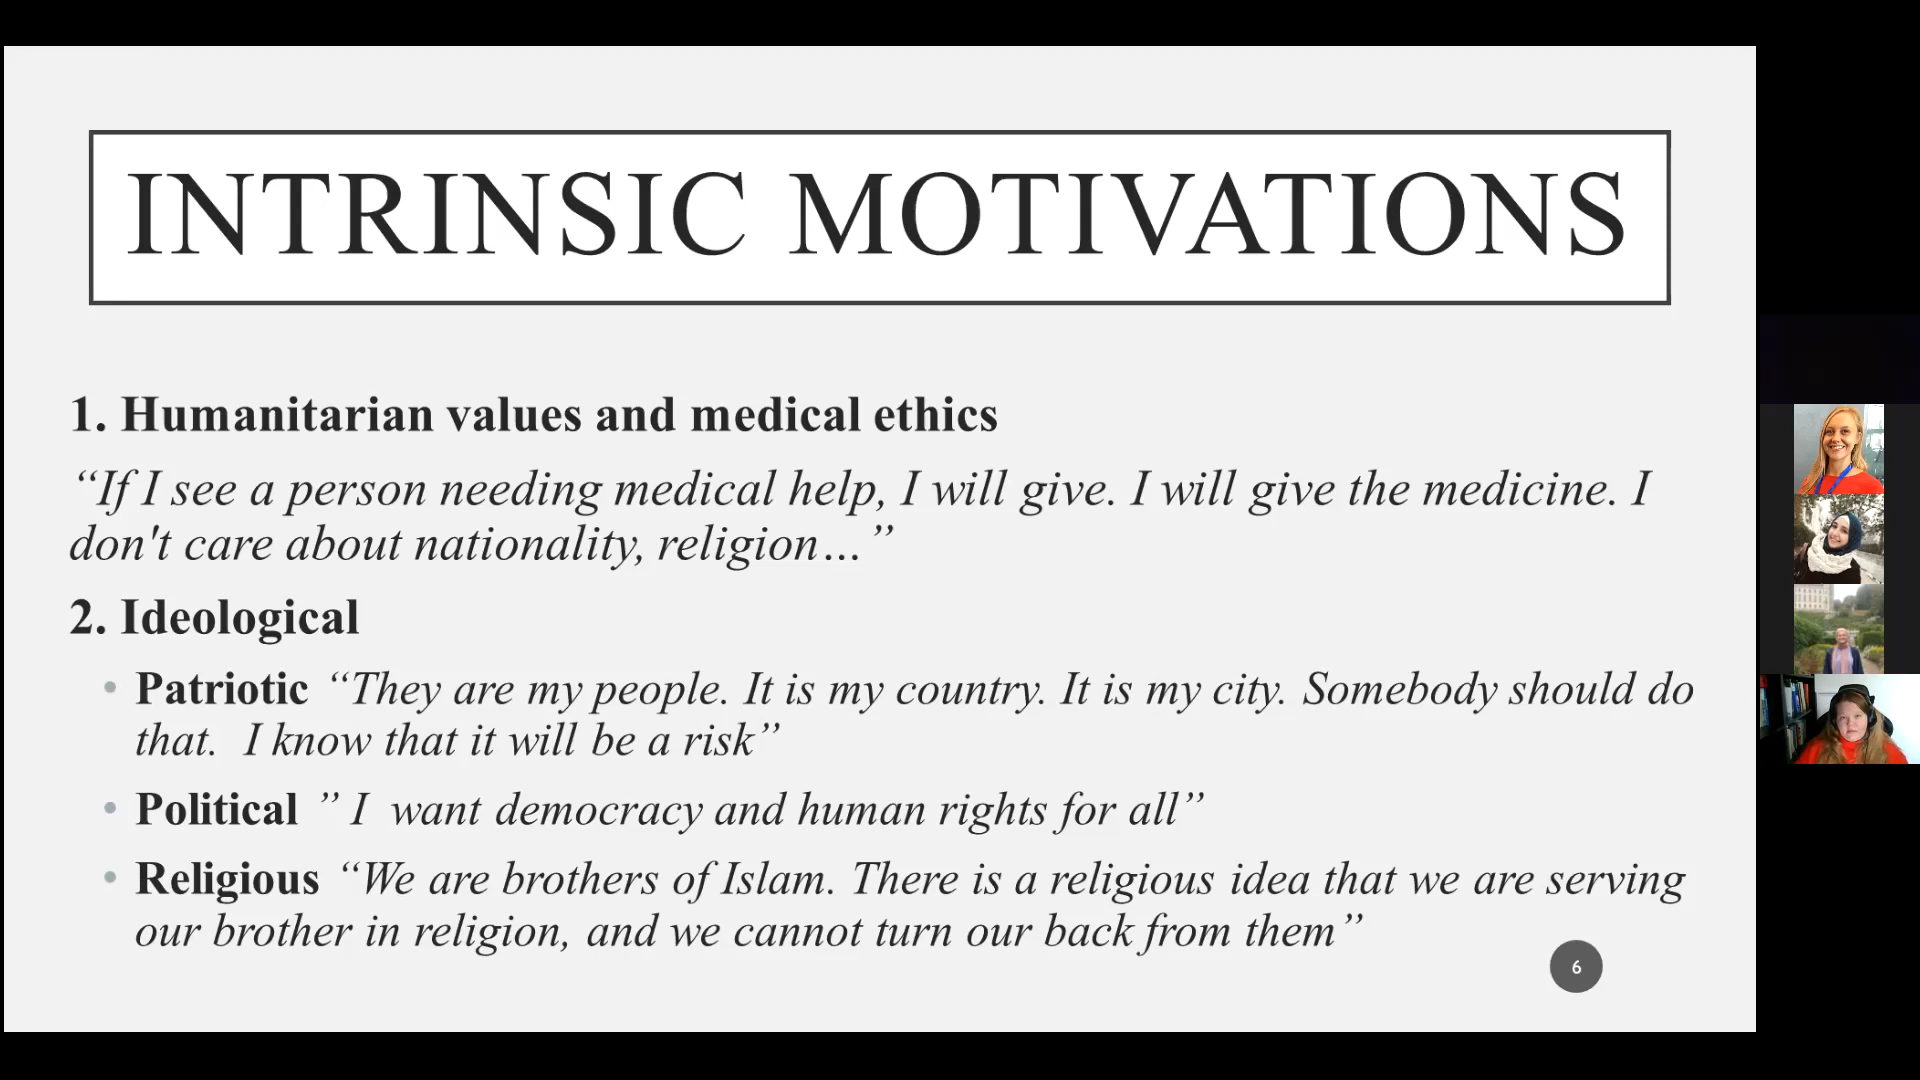 INTRINSIC MOTIVATIONS
1. Humanitarian values and medical ethics
“If I see a person needing medical help, I will give. I will give the medicine. I
don't care about nationality, religion…”
2. Ideological
• Patriotic “They are my people. It is my country. It is my city. Somebody should do
that.  I know that it will be a risk”
• Political ” I  want democracy and human rights for all”
• Religious “We are brothers of Islam. There is a religious idea that we are serving
our brother in religion, and we cannot turn our back from them”
6